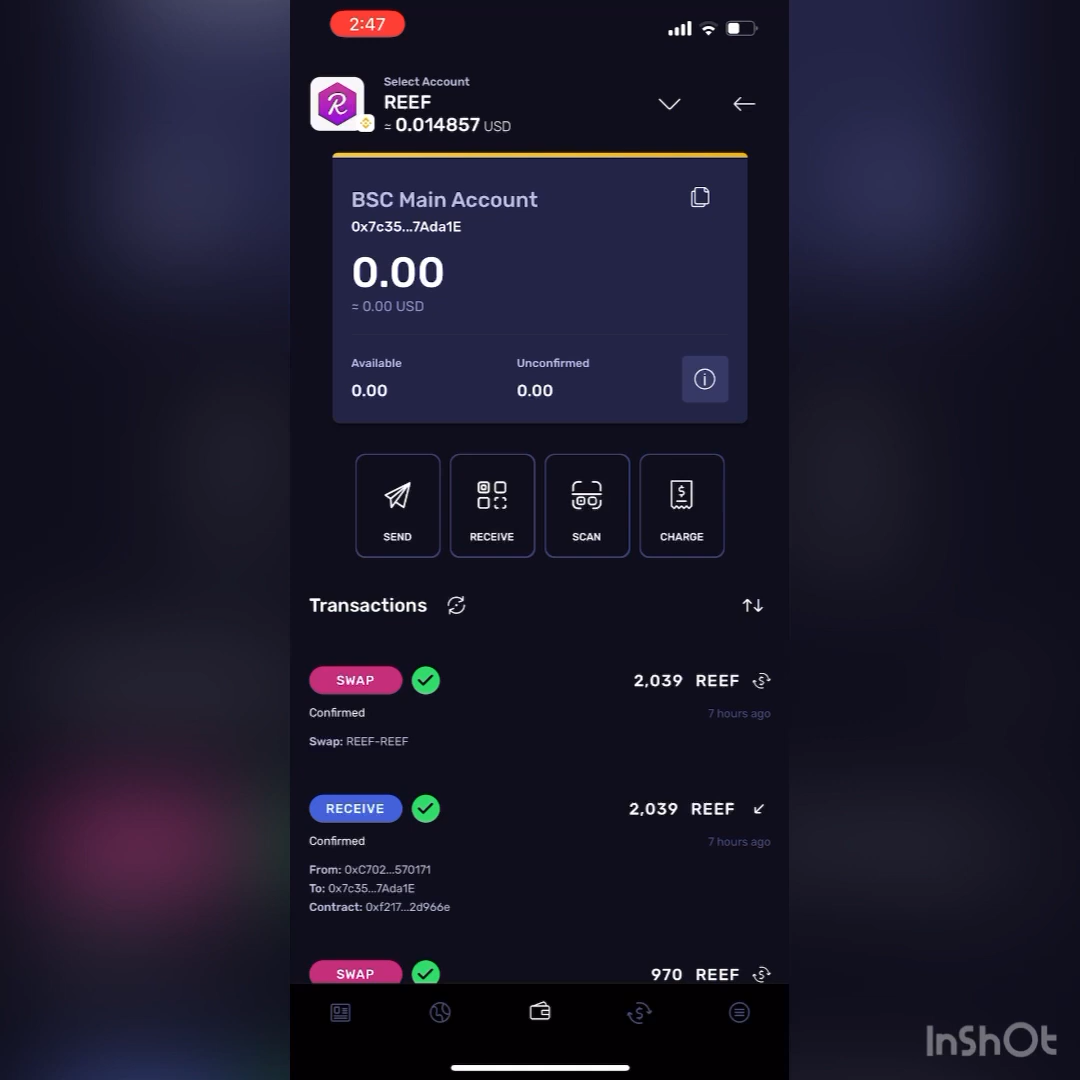 2:47
Select Account
REEF
≈ 0.014857 USD
BSC Main Account
0x7c35...7Ada1E
0.00
≈ 0.00 USD
Available
Unconfirmed
0.00
0.00
SEND
RECEIVE
SCAN
CHARGE
Transactions
SWAP
2,039 REEF
Confirmed
7 hours ago
Swap: REEF-REEF
RECEIVE
2,039 REEF
Confirmed
7 hours ago
From: 0xC702...570171
To: 0x7c35...7Ada1E
Contract: 0xf217...2d966e
SWAP
970 REEF
InShOt